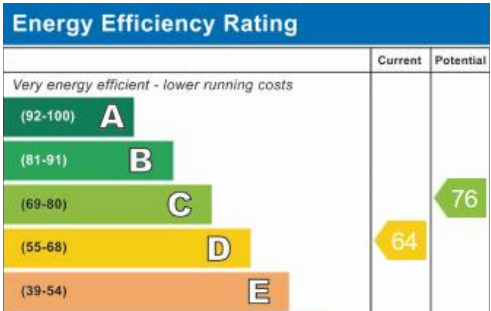 Energy Efficiency Rating
Current Potential
Very energy efficient - lower running costs
(92-100) A
(81-91) B
(69-80) C 76
(55-68) D 64
(39-54) E